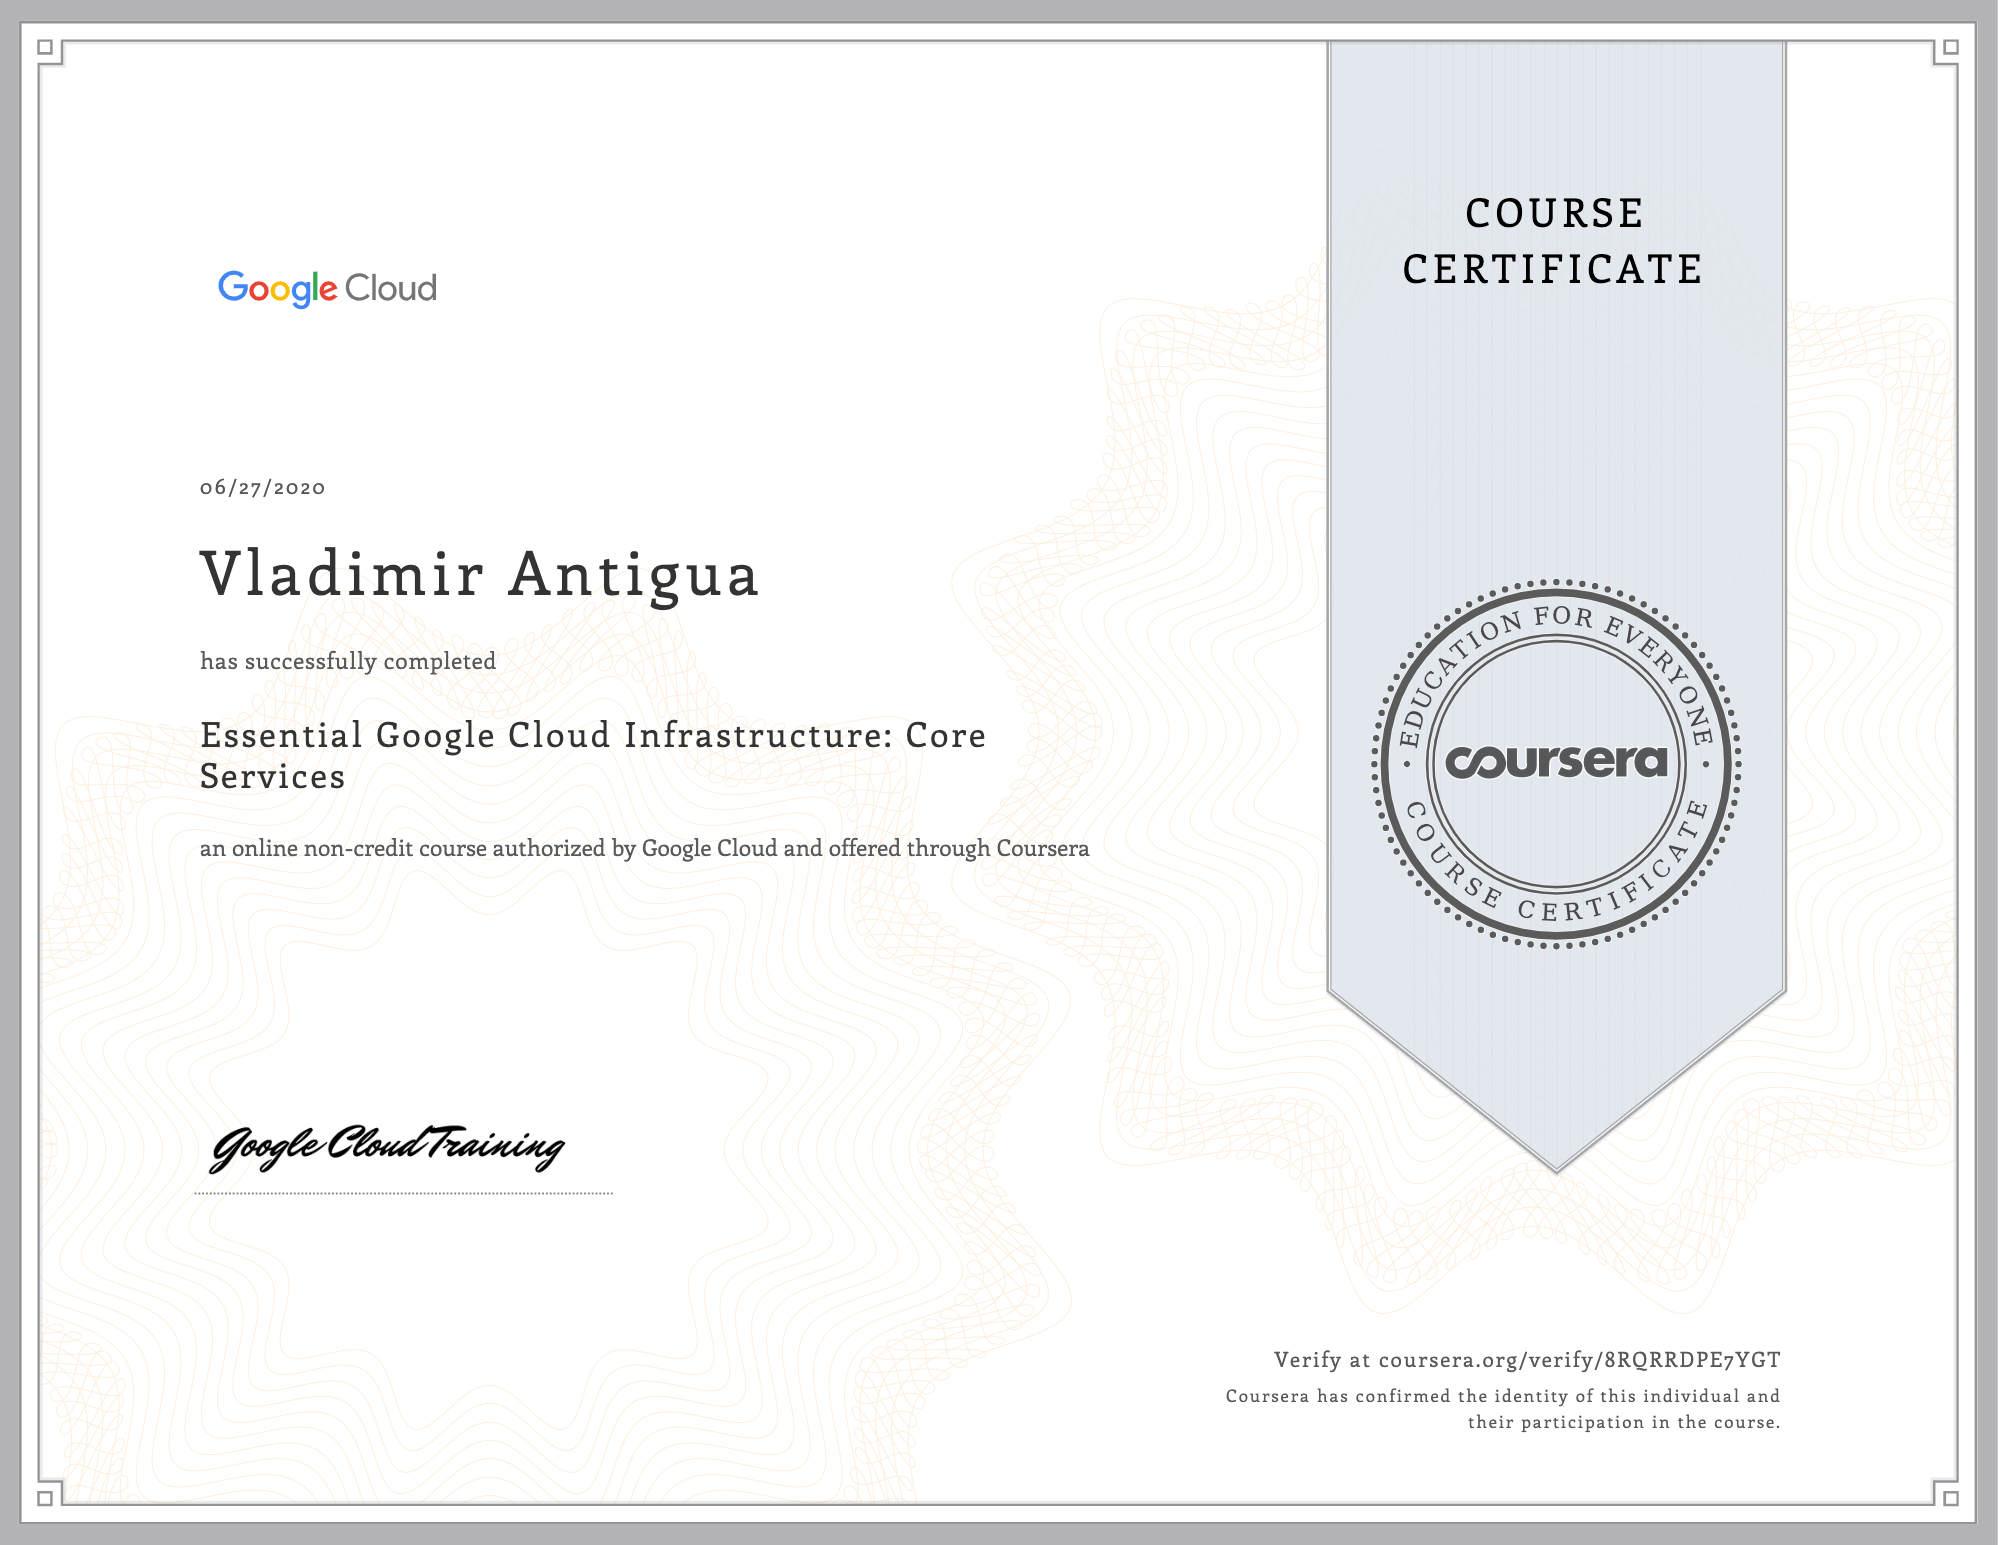 Google Cloud
COURSE
CERTIFICATE
06/27/2020
Vladimir Antigua
has successfully completed
Essential Google Cloud Infrastructure: Core
Services
an online non-credit course authorized by Google Cloud and offered through Coursera
EDUCATION FOR EVERYONE
coursera
COURSE CERTIFICATE
Google Cloud Training
Verify at coursera.org/verify/8RQRRDPE7YGT
Coursera has confirmed the identity of this individual and
their participation in the course.